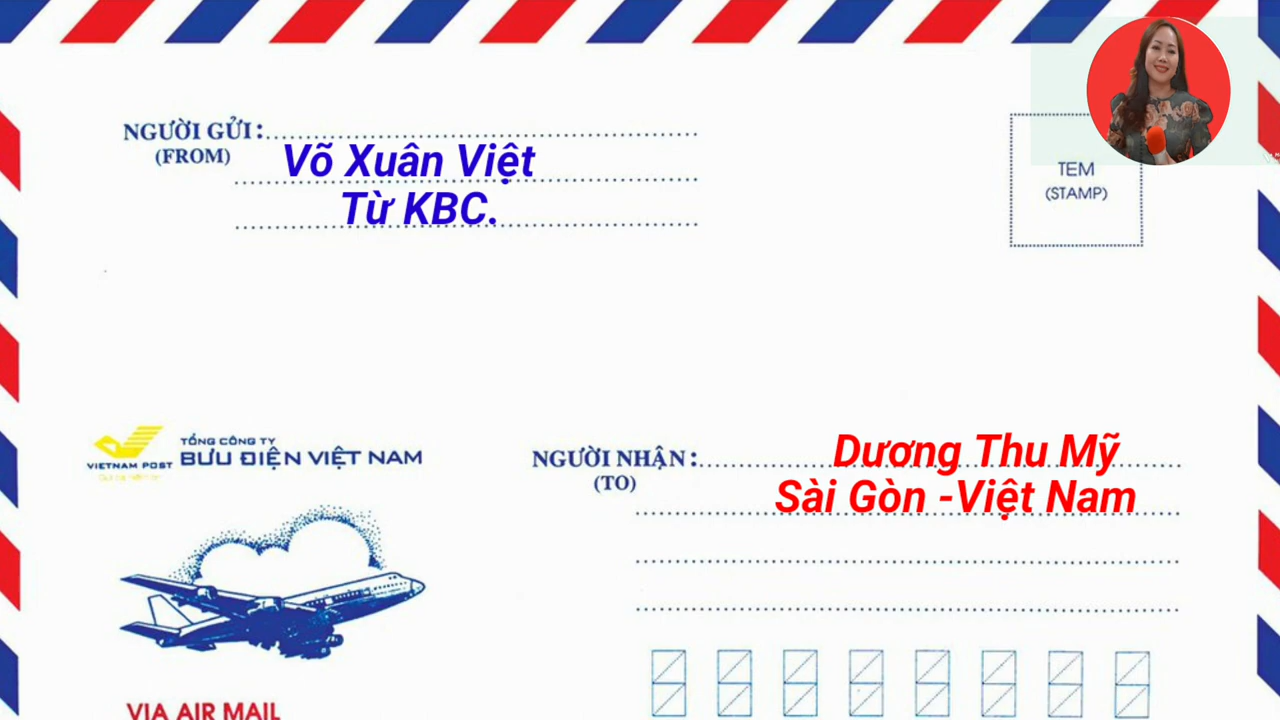 NGƯỜI GỬI:
(FROM)
Võ Xuân Việt
Từ KBC.
TEM
(STAMP)
TỔNG CÔNG TY
BƯU ĐIỆN VIỆT NAM
VIETNAM POST
NGƯỜI NHẬN:
(TO)
Dương Thu Mỹ
Sài Gòn -Việt Nam
VIA AIR MAIL